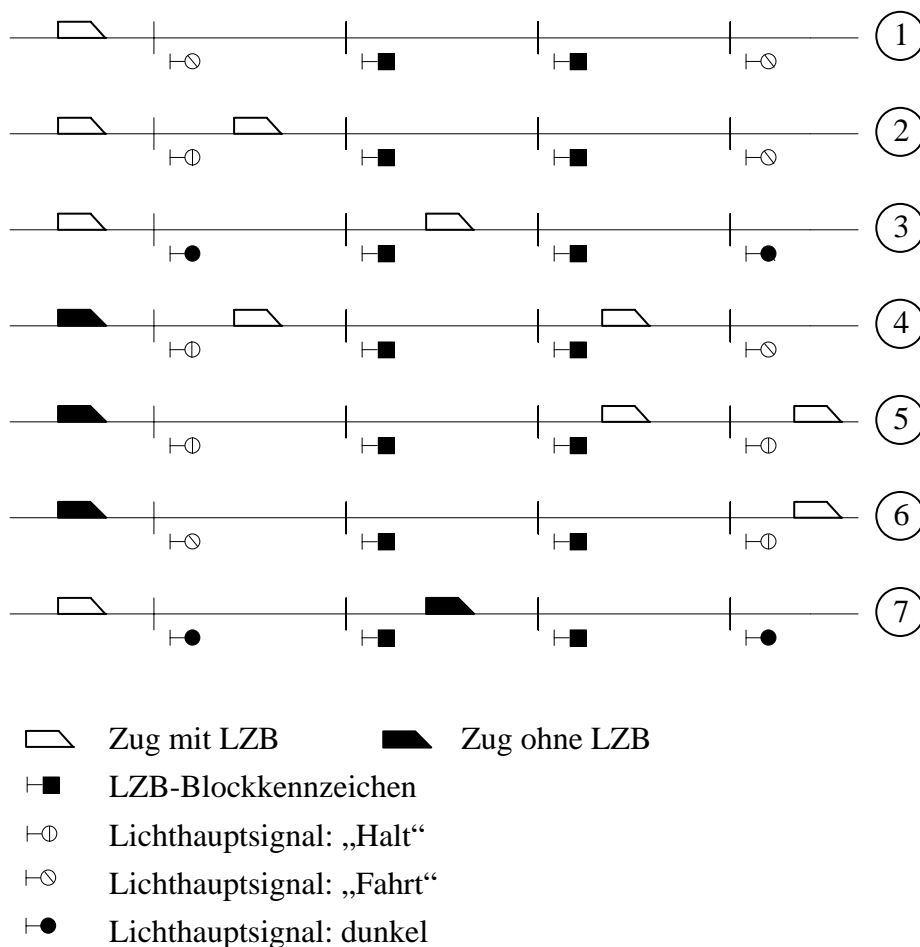 1
2
3
4
5
6
7
Zug mit LZB Zug ohne LZB
LZB-Blockkennzeichen
Lichthauptsignal: „Halt“
Lichthauptsignal: „Fahrt“
Lichthauptsignal: dunkel